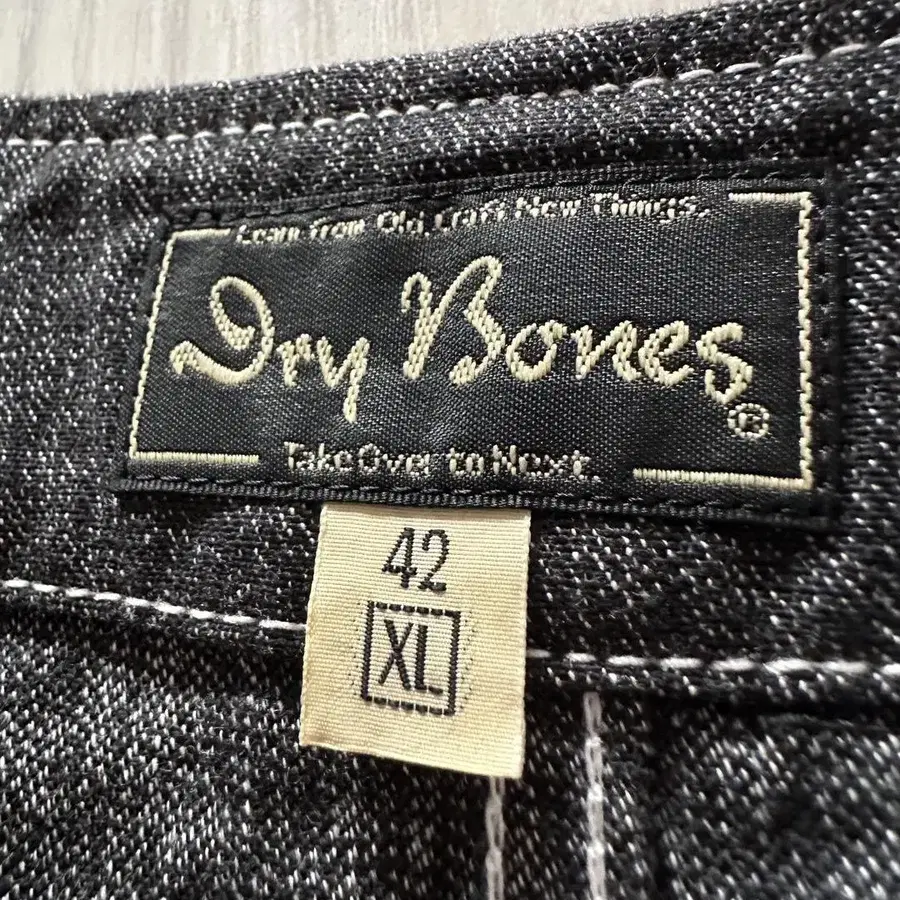 Learn from Old Craft New Things..
Dry Bones
®
Take Over to Next.
42
XL